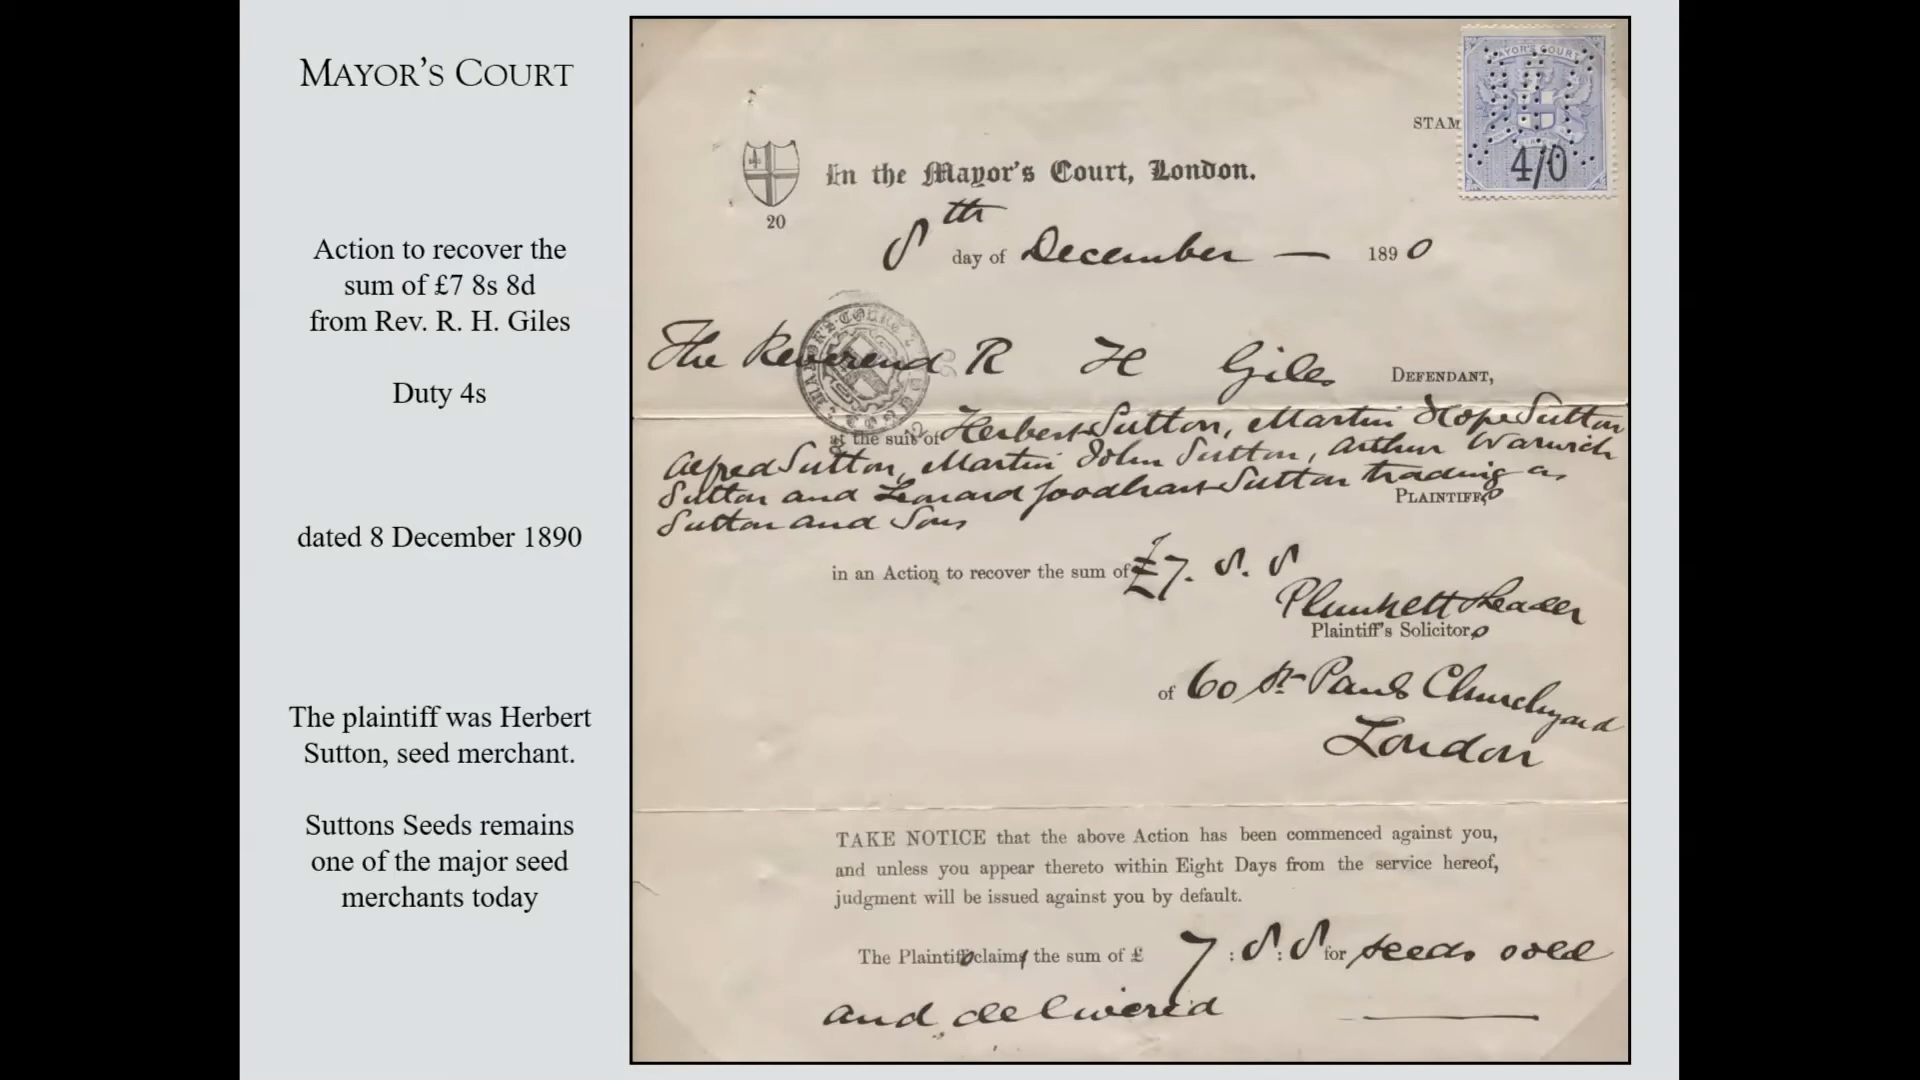 MAYOR'S COURT
Action to recover the
sum of £7 8s 8d
from Rev. R. H. Giles
Duty 4s
dated 8 December 1890
The plaintiff was Herbert
Sutton, seed merchant.
Suttons Seeds remains
one of the major seed
merchants today
MAYOR'S COURT
4/0
STAM
In the Mayor's Court, London.
20
8th day of December — 1890
The Reverend R H Giles DEFENDANT,
MAYOR'S COURT
at the suit of Herbert Sutton, Martin Hope Sutton
Alfred Sutton, Martin John Sutton, Arthur Warwick
Sutton and Leonard Goodhart Sutton trading as
PLAINTIFFS
Sutton and Sons
in an Action to recover the sum of £7. 8. 8
Plunkett & Leader
Plaintiff's Solicitors
of 60 St Pauls Churchyard
London
TAKE NOTICE that the above Action has been commenced against you,
and unless you appear thereto within Eight Days from the service hereof,
judgment will be issued against you by default.
The Plaintiffs claim the sum of £ 7 : 8 : 8 for seeds sold
and delivered